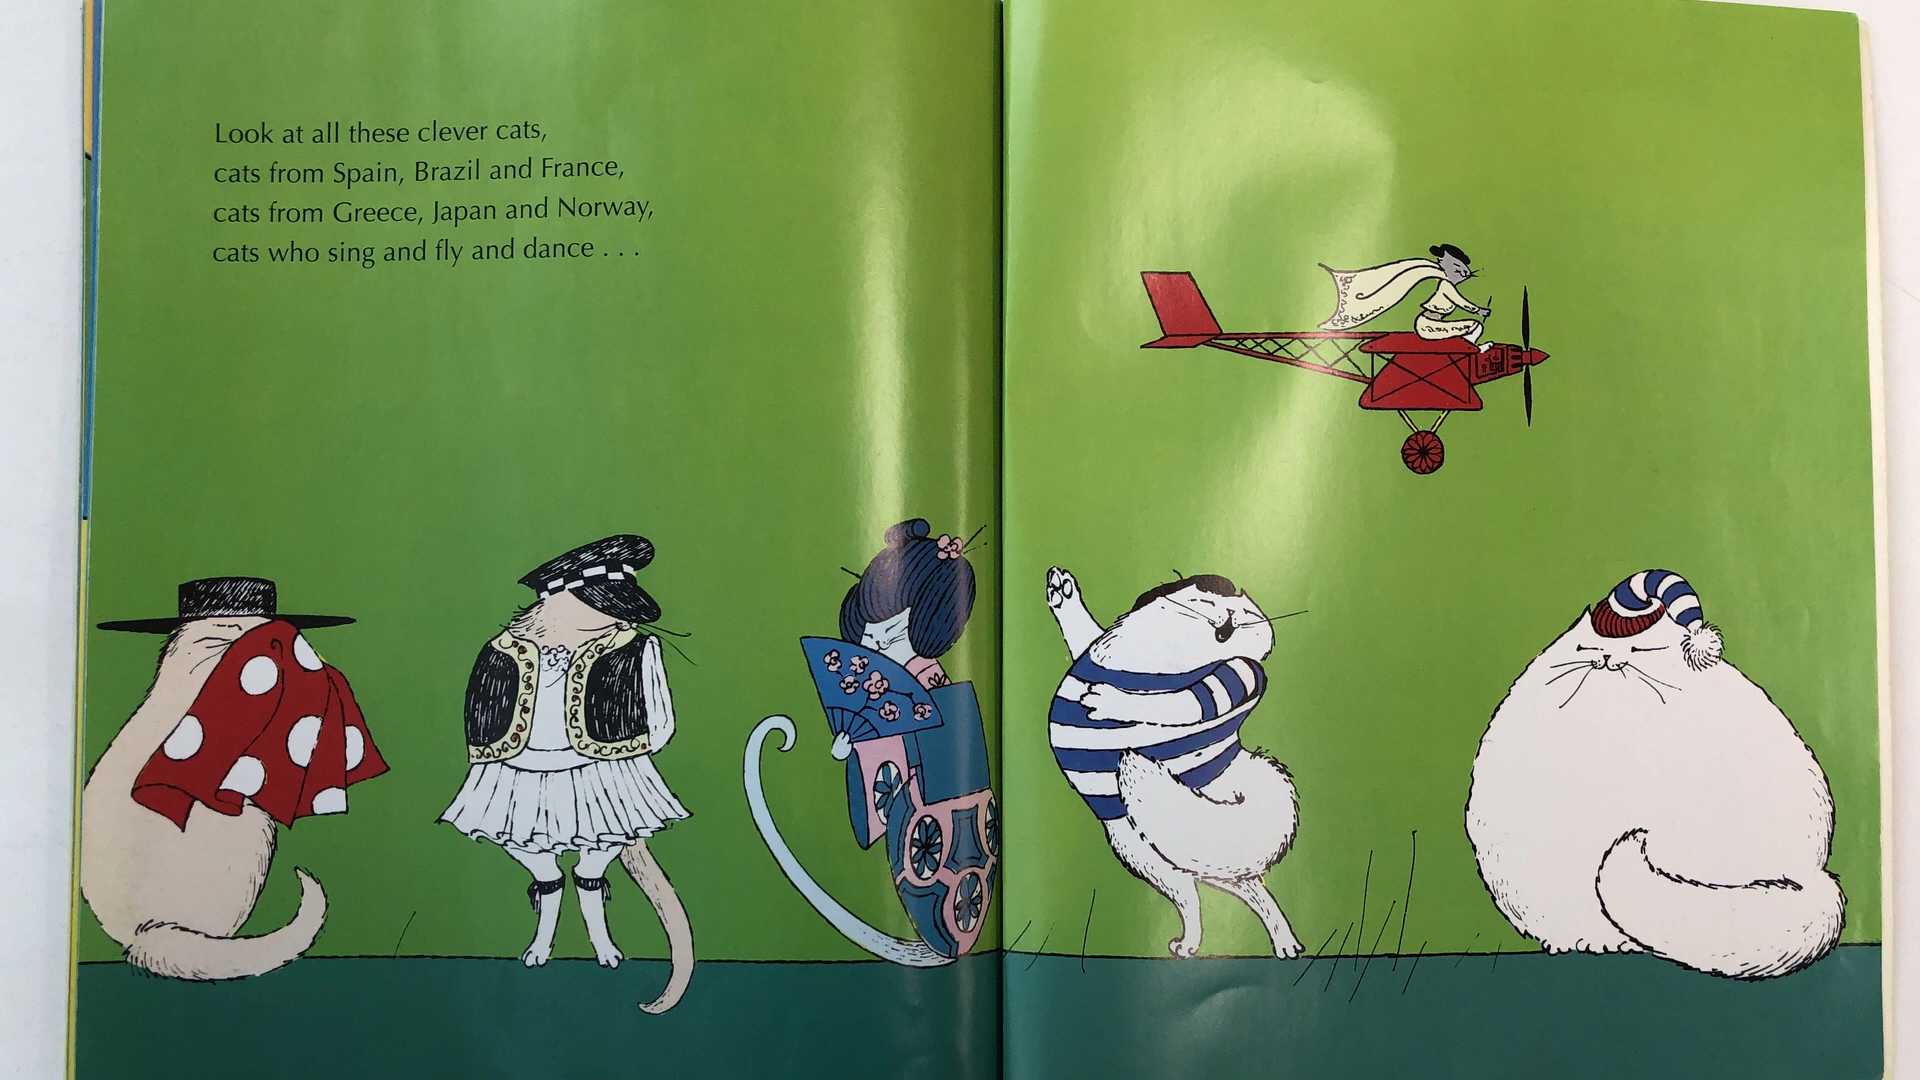 Look at all these clever cats,
cats from Spain, Brazil and France,
cats from Greece, Japan and Norway,
cats who sing and fly and dance . . .